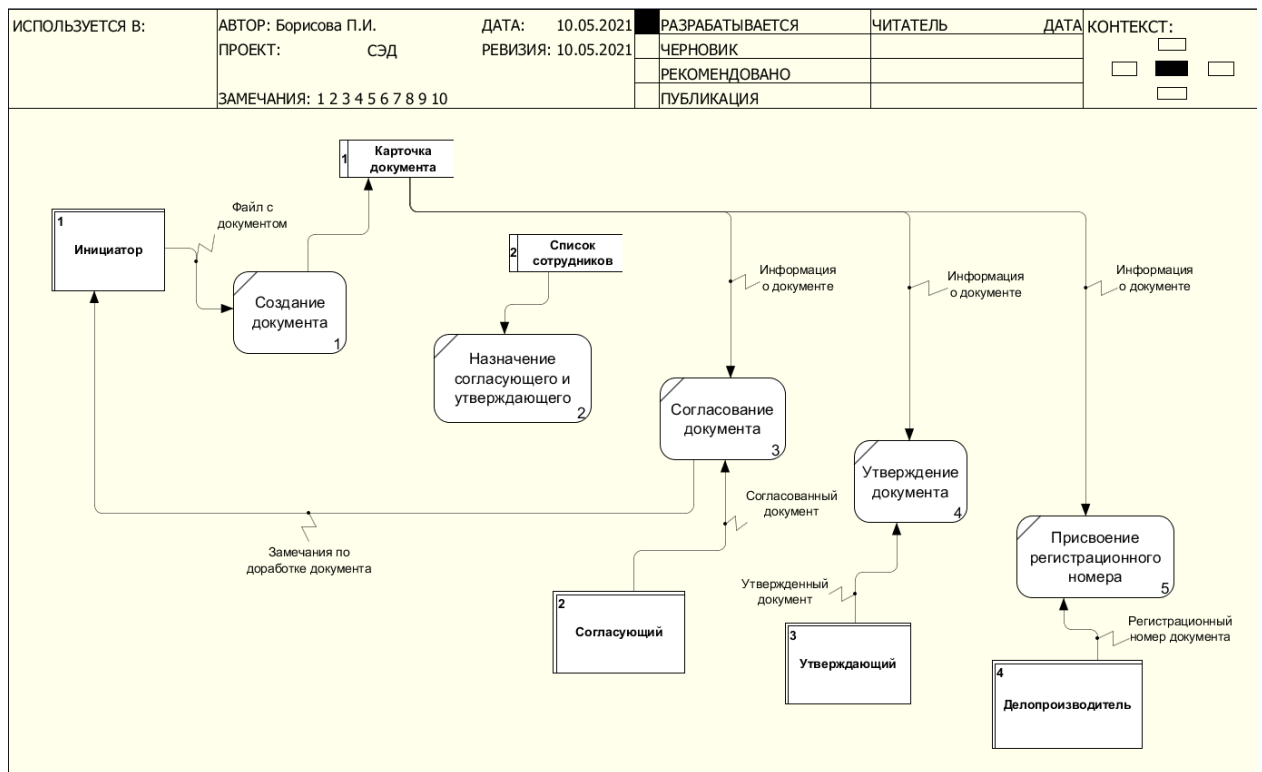 ИСПОЛЬЗУЕТСЯ В:
АВТОР: Борисова П.И.
ДАТА: 10.05.2021
ПРОЕКТ: СЭД
РЕВИЗИЯ: 10.05.2021
ЗАМЕЧАНИЯ: 1 2 3 4 5 6 7 8 9 10
РАЗРАБАТЫВАЕТСЯ
ЧЕРНОВИК
РЕКОМЕНДОВАНО
ПУБЛИКАЦИЯ
ЧИТАТЕЛЬ
ДАТА
КОНТЕКСТ:
1
Карточка
документа
1
Инициатор
Файл с
документом
Создание
документа
1
2
Список
сотрудников
Назначение
согласующего и
утверждающего
2
Информация
о документе
Информация
о документе
Информация
о документе
Согласование
документа
3
Утверждение
документа
4
Присвоение
регистрационного
номера
5
Замечания по
доработке документа
Согласованный
документ
Утвержденный
документ
Регистрационный
номер документа
2
Согласующий
3
Утверждающий
4
Делопроизводитель